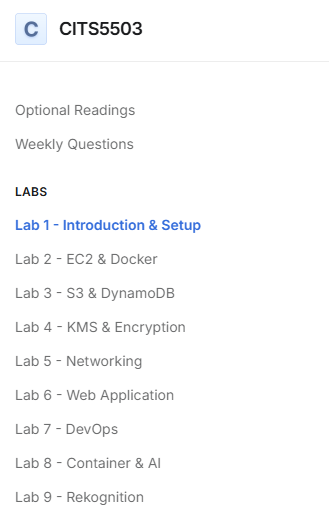 C CITS5503
Optional Readings
Weekly Questions
LABS
Lab 1 - Introduction & Setup
Lab 2 - EC2 & Docker
Lab 3 - S3 & DynamoDB
Lab 4 - KMS & Encryption
Lab 5 - Networking
Lab 6 - Web Application
Lab 7 - DevOps
Lab 8 - Container & AI
Lab 9 - Rekognition